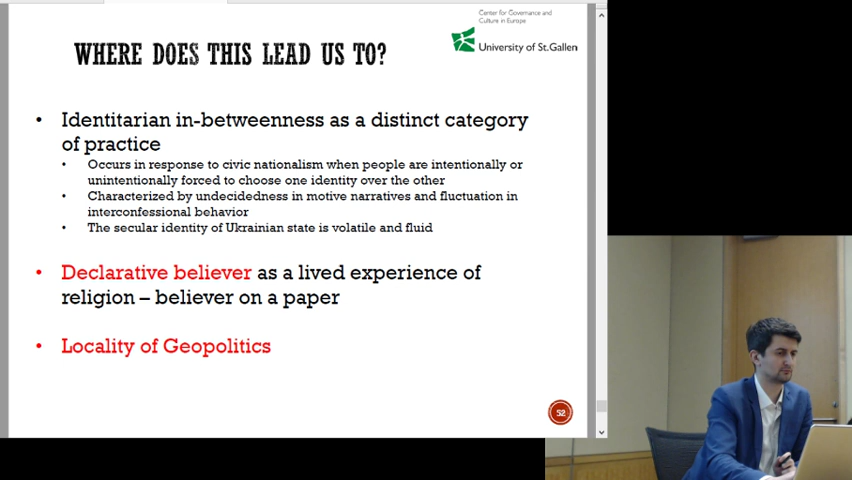 Center for Governance and
Culture in Europe
University of St.Gallen
WHERE DOES THIS LEAD US TO?
• Identitarian in-betweenness as a distinct category
of practice
• Occurs in response to civic nationalism when people are intentionally or
unintentionally forced to choose one identity over the other
• Characterized by undecidedness in motive narratives and fluctuation in
interconfessional behavior
• The secular identity of Ukrainian state is volatile and fluid
• Declarative believer as a lived experience of
religion – believer on a paper
• Locality of Geopolitics
52